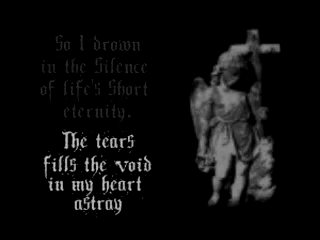 So I drown
in the Silence
of life's Short
eternity.
The tears
fills the void
in my heart
astray